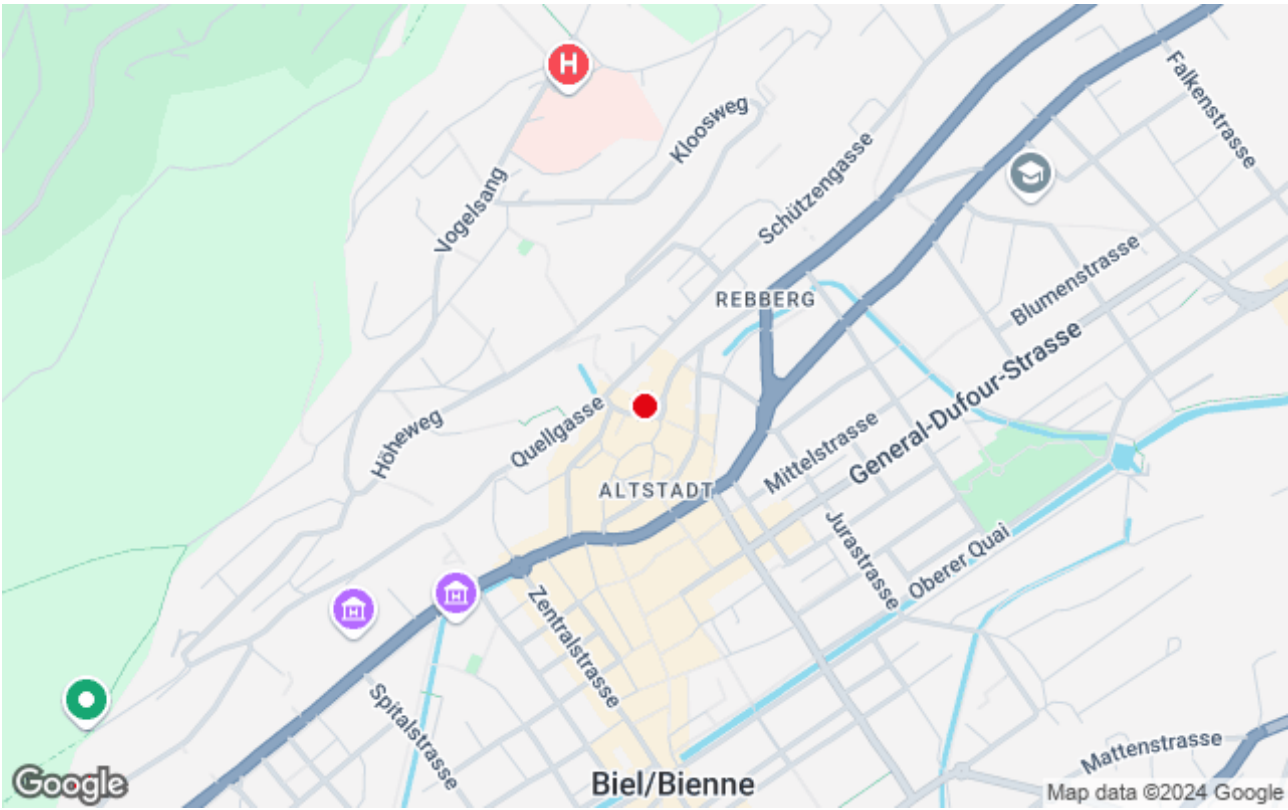 H
Falkenstrasse
Kloosweg
Schützengasse
Vogelsang
Blumenstrasse
REBBERG
General-Dufour-Strasse
Höheweg
Quellgasse
Mittelstrasse
ALTSTADT
Jurastrasse
Oberer Quai
Zentralstrasse
Spitalstrasse
Mattenstrasse
Biel/Bienne
Google
Map data ©2024 Google